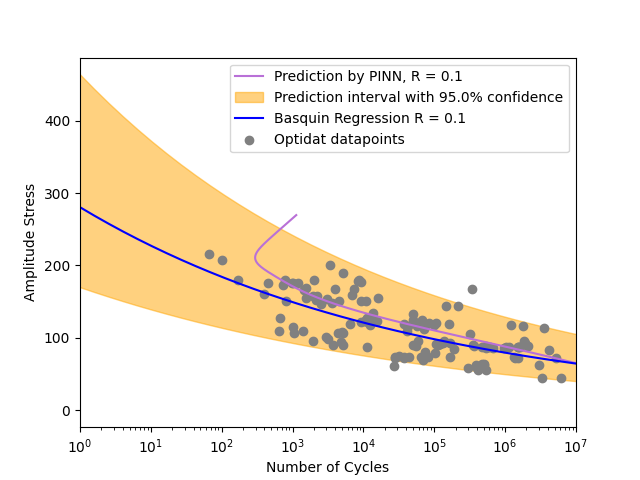 Prediction by PINN, R = 0.1
Prediction interval with 95.0% confidence
Basquin Regression R = 0.1
Optidat datapoints
Amplitude Stress
400
300
200
100
0
10^0 10^1 10^2 10^3 10^4 10^5 10^6 10^7
Number of Cycles